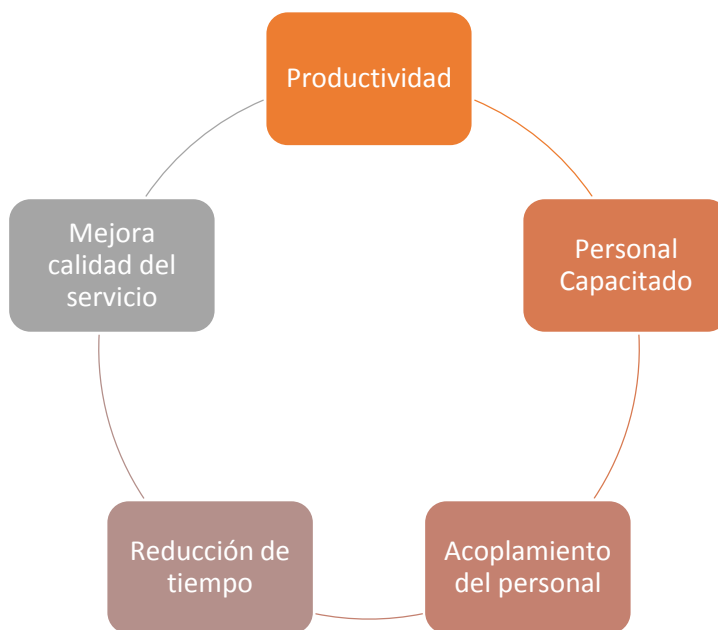 Productividad
Personal
Capacitado
Acoplamiento
del personal
Reducción de
tiempo
Mejora
calidad del
servicio